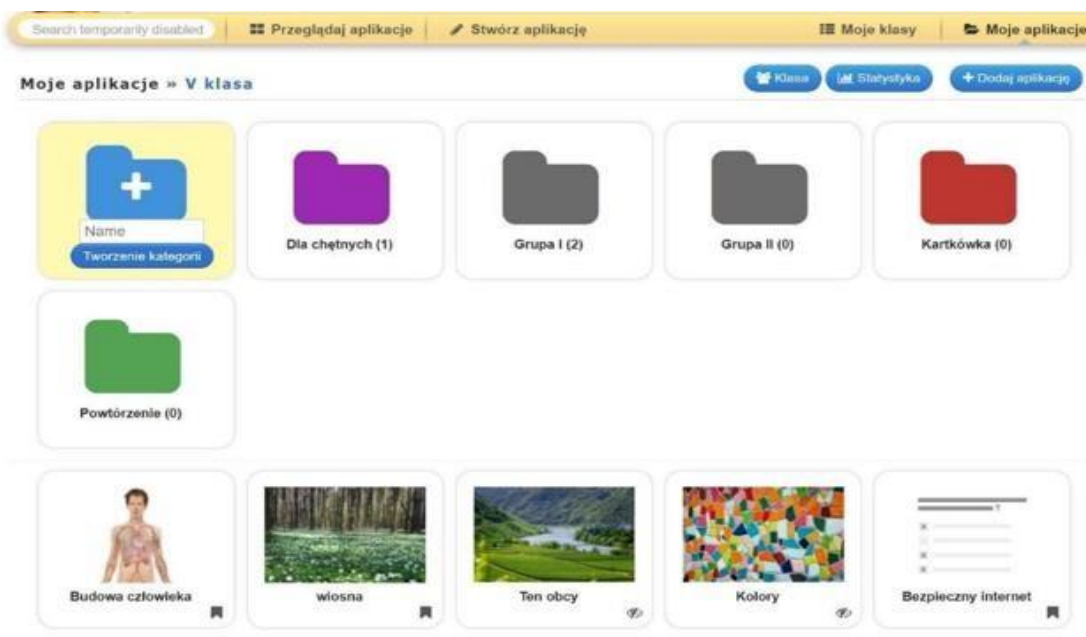 Search temporarily disabled
Przeglądaj aplikacje
Stwórz aplikację
Moje klasy
Moje aplikacje
Moje aplikacje » V klasa
Klasa
Statystyka
+ Dodaj aplikację
Name
Tworzenie kategorii
Dla chętnych (1)
Grupa I (2)
Grupa II (0)
Kartkówka (0)
Powtórzenie (0)
Budowa człowieka
wiosna
Ten obcy
Kolory
Bezpieczny internet
?